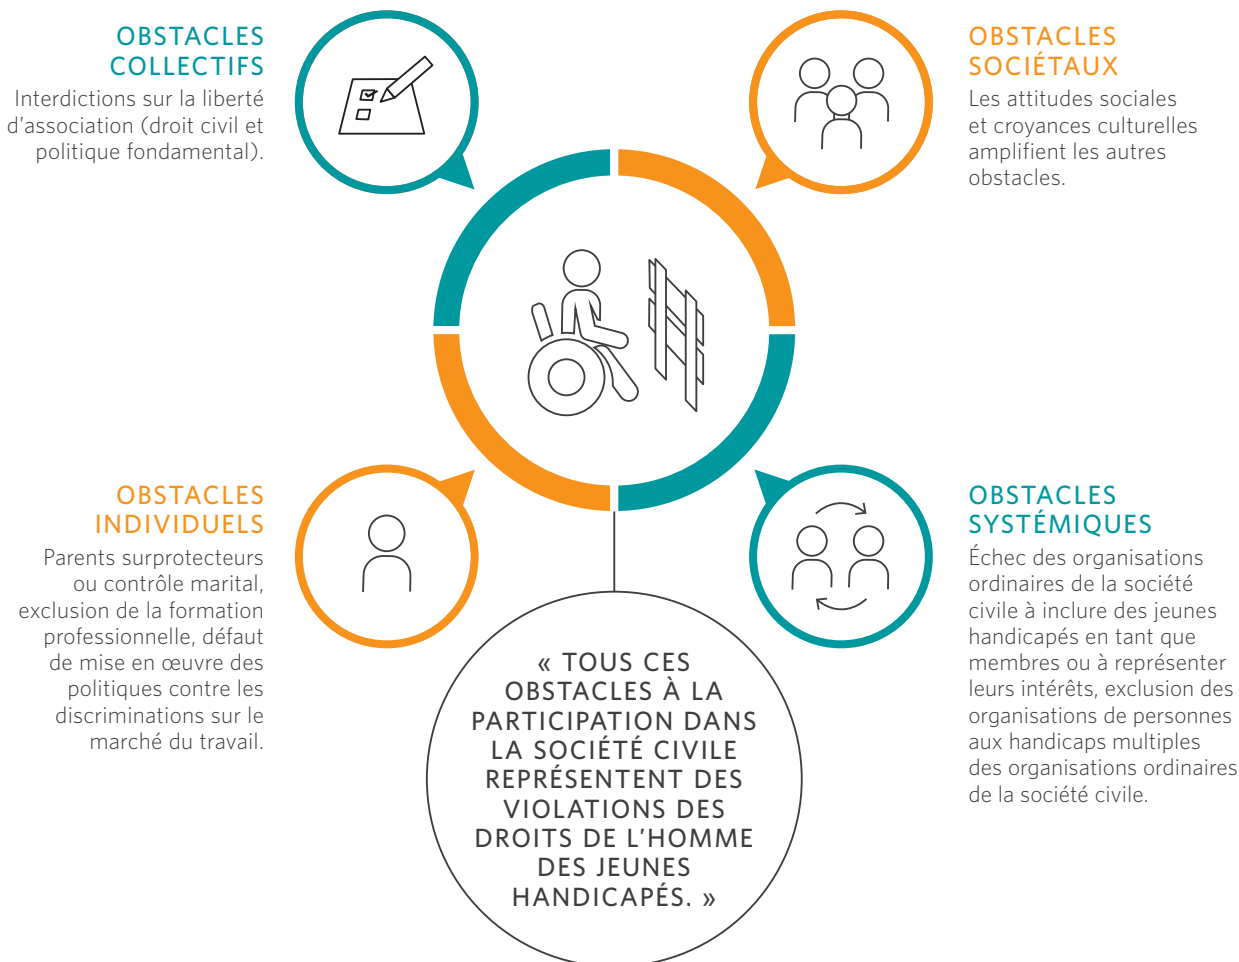 OBSTACLES
COLLECTIFS
Interdictions sur la liberté
d'association (droit civil et
politique fondamental).
OBSTACLES
SOCIÉTAUX
Les attitudes sociales
et croyances culturelles
amplifient les autres
obstacles.
OBSTACLES
INDIVIDUELS
Parents surprotecteurs
ou contrôle marital,
exclusion de la formation
professionnelle, défaut
de mise en œuvre des
politiques contre les
discriminations sur le
marché du travail.
OBSTACLES
SYSTÉMIQUES
Échec des organisations
ordinaires de la société
civile à inclure des jeunes
handicapés en tant que
membres ou à représenter
leurs intérêts, exclusion des
organisations de personnes
aux handicaps multiples
des organisations ordinaires
de la société civile.
« TOUS CES
OBSTACLES À LA
PARTICIPATION DANS
LA SOCIÉTÉ CIVILE
REPRÉSENTENT DES
VIOLATIONS DES
DROITS DE L'HOMME
DES JEUNES
HANDICAPÉS. »